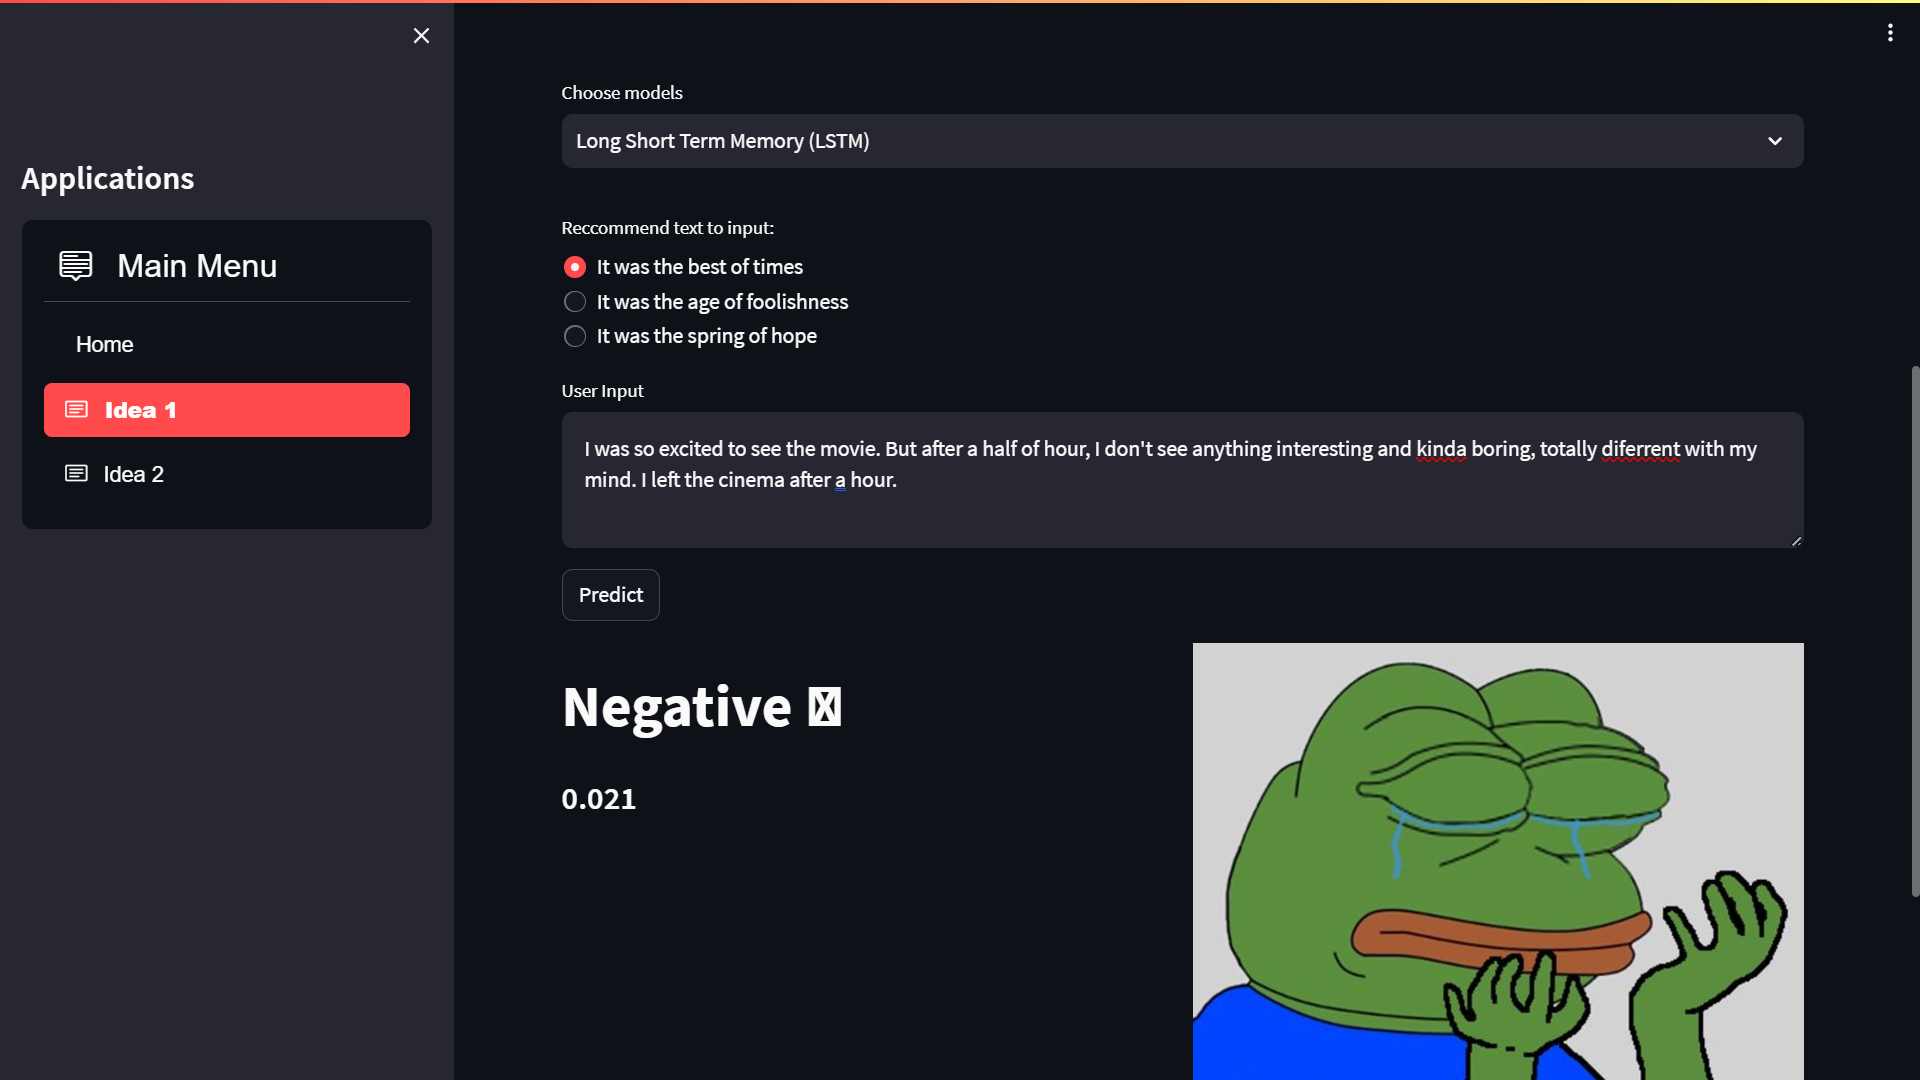 Applications
Main Menu
Home
Idea 1
Idea 2
Choose models
Long Short Term Memory (LSTM)
Reccommend text to input:
It was the best of times
It was the age of foolishness
It was the spring of hope
User Input
I was so excited to see the movie. But after a half of hour, I don't see anything interesting and kinda boring, totally diferrent with my
mind. I left the cinema after a hour.
Predict
Negative
0.021